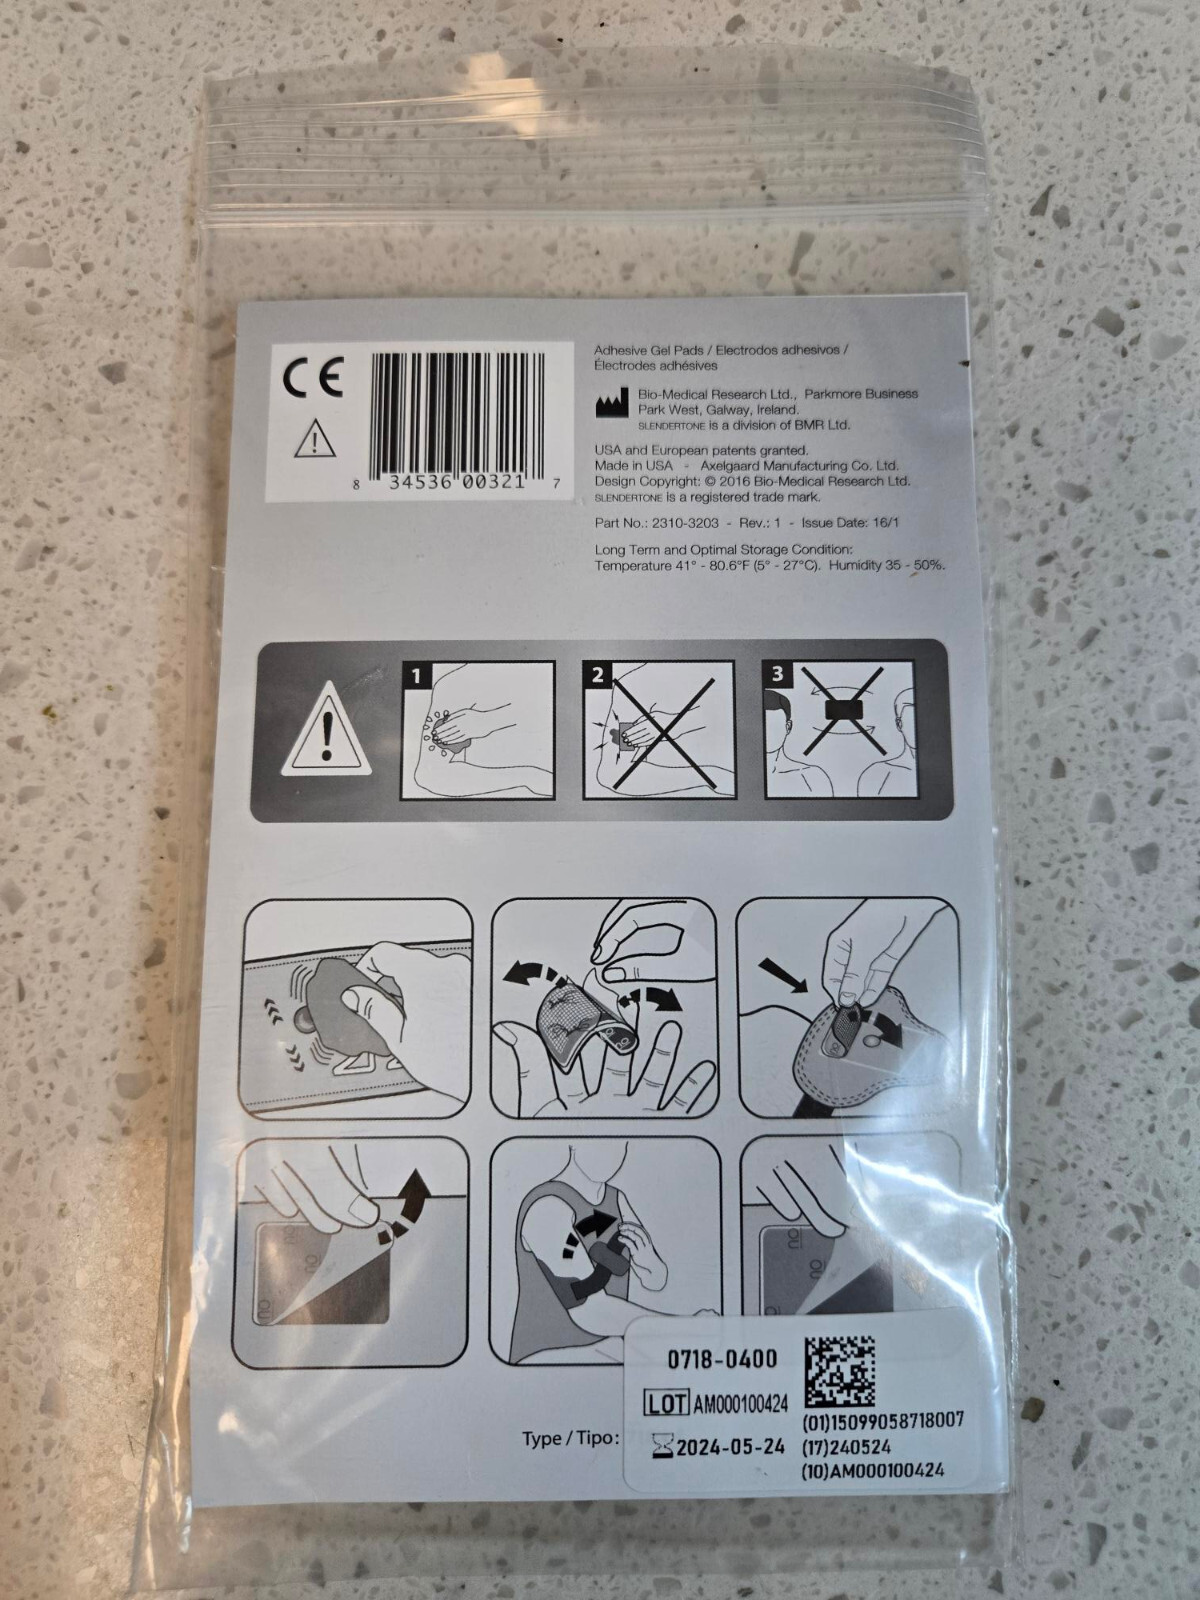 CE
8 34536 00321 7
Adhesive Gel Pads / Electrodos adhesivos /
Électrodes adhésives
Bio-Medical Research Ltd., Parkmore Business
Park West, Galway, Ireland.
SLENDERTONE is a division of BMR Ltd.
USA and European patents granted.
Made in USA - Axelgaard Manufacturing Co. Ltd.
Design Copyright: © 2016 Bio-Medical Research Ltd.
SLENDERTONE is a registered trade mark.
Part No.: 2310-3203 - Rev.: 1 - Issue Date: 16/1
Long Term and Optimal Storage Condition:
Temperature 41° - 80.6°F (5° - 27°C). Humidity 35 - 50%.
!
!
1
2
3
Type / Tipo:
0718-0400
LOT AM000100424
2024-05-24
(01)15099058718007
(17)240524
(10)AM000100424